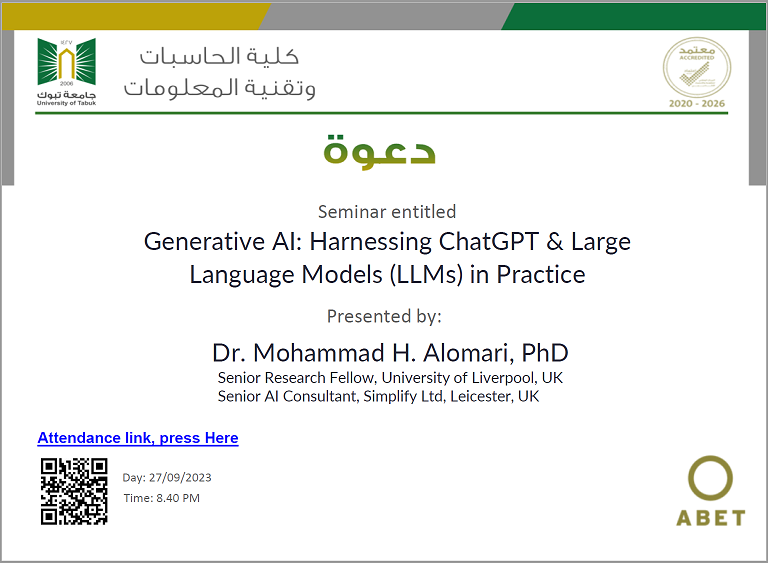 ١٤٢٧
2006
جامعة تبوك
University of Tabuk
كلية الحاسبات
وتقنية المعلومات
معتمد
ACCREDITED
2020 - 2026
دعوة
Seminar entitled
Generative AI: Harnessing ChatGPT & Large
Language Models (LLMs) in Practice
Presented by:
Dr. Mohammad H. Alomari, PhD
Senior Research Fellow, University of Liverpool, UK
Senior AI Consultant, Simplify Ltd, Leicester, UK
Attendance link, press Here
Day: 27/09/2023
Time: 8.40 PM
ABET